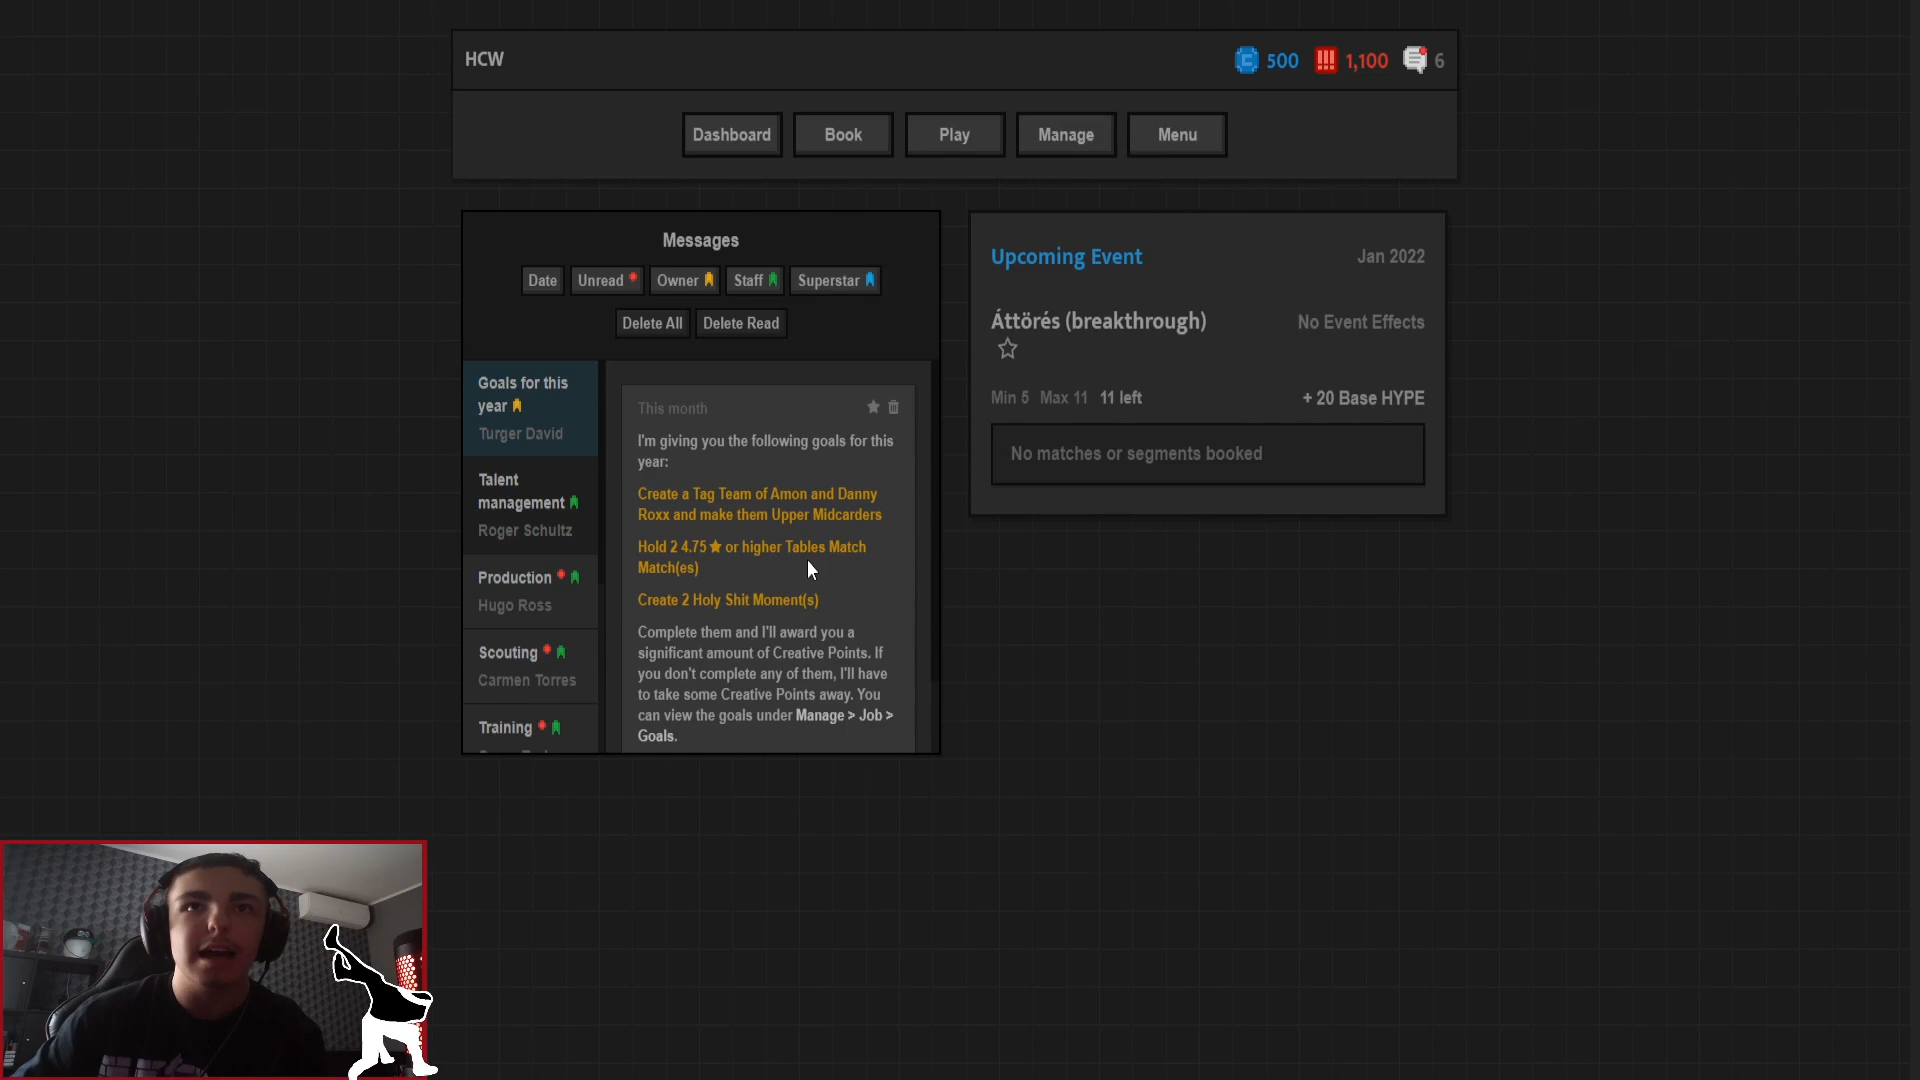 HCW
500
1,100
6
Dashboard
Book
Play
Manage
Menu
Messages
Date
Unread
Owner
Staff
Superstar
Delete All
Delete Read
Goals for this
year
Turger David
Talent
management
Roger Schultz
Production
Hugo Ross
Scouting
Carmen Torres
Training
This month
I'm giving you the following goals for this
year:
Create a Tag Team of Amon and Danny
Roxx and make them Upper Midcarders
Hold 2 4.75★ or higher Tables Match
Match(es)
Create 2 Holy Shit Moment(s)
Complete them and I'll award you a
significant amount of Creative Points. If
you don't complete any of them, I'll have
to take some Creative Points away. You
can view the goals under Manage > Job >
Goals.
Upcoming Event
Jan 2022
Áttörés (breakthrough)
No Event Effects
Min 5 Max 11 11 left
+ 20 Base HYPE
No matches or segments booked